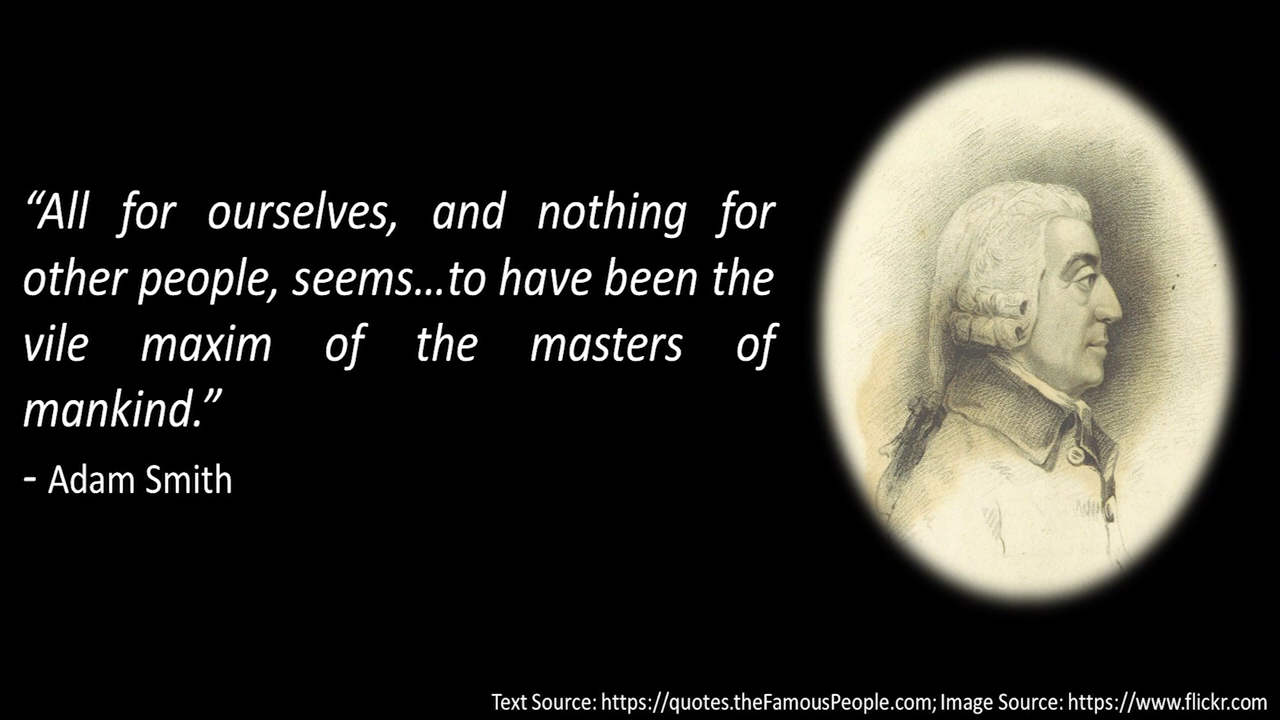 “All for ourselves, and nothing for
other people, seems...to have been the
vile maxim of the masters of
mankind.”
- Adam Smith
Text Source: https://quotes.theFamousPeople.com; Image Source: https://www.flickr.com